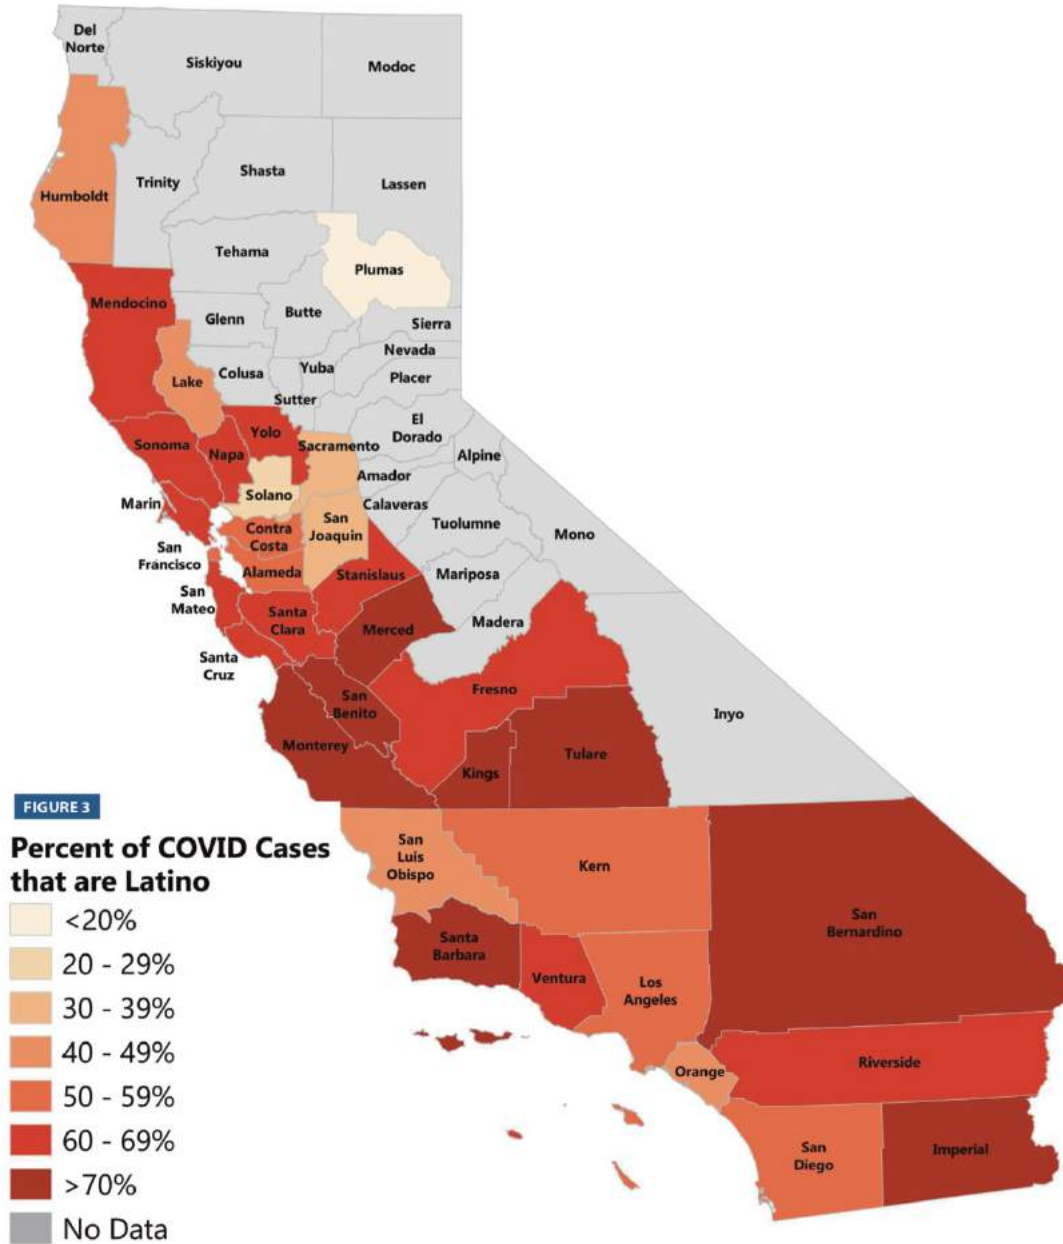 Del
Norte
Siskiyou
Modoc
Humboldt
Trinity
Shasta
Lassen
Tehama
Plumas
Mendocino
Glenn
Butte
Sierra
Nevada
Lake
Colusa
Yuba
Placer
Sutter
El
Dorado
Sonoma
Napa
Yolo
Sacramento
Alpine
Amador
Marin
Solano
Calaveras
Contra
Costa
San
Joaquin
Tuolumne
Mono
San
Francisco
Alameda
Stanislaus
Mariposa
San
Mateo
Santa
Clara
Merced
Madera
Santa
Cruz
San
Benito
Fresno
Inyo
Monterey
Kings
Tulare
FIGURE 3
Percent of COVID Cases
that are Latino
<20%
20 - 29%
30 - 39%
40 - 49%
50 - 59%
60 - 69%
>70%
No Data
San
Luis
Obispo
Kern
San
Bernardino
Santa
Barbara
Ventura
Los
Angeles
Orange
Riverside
San
Diego
Imperial